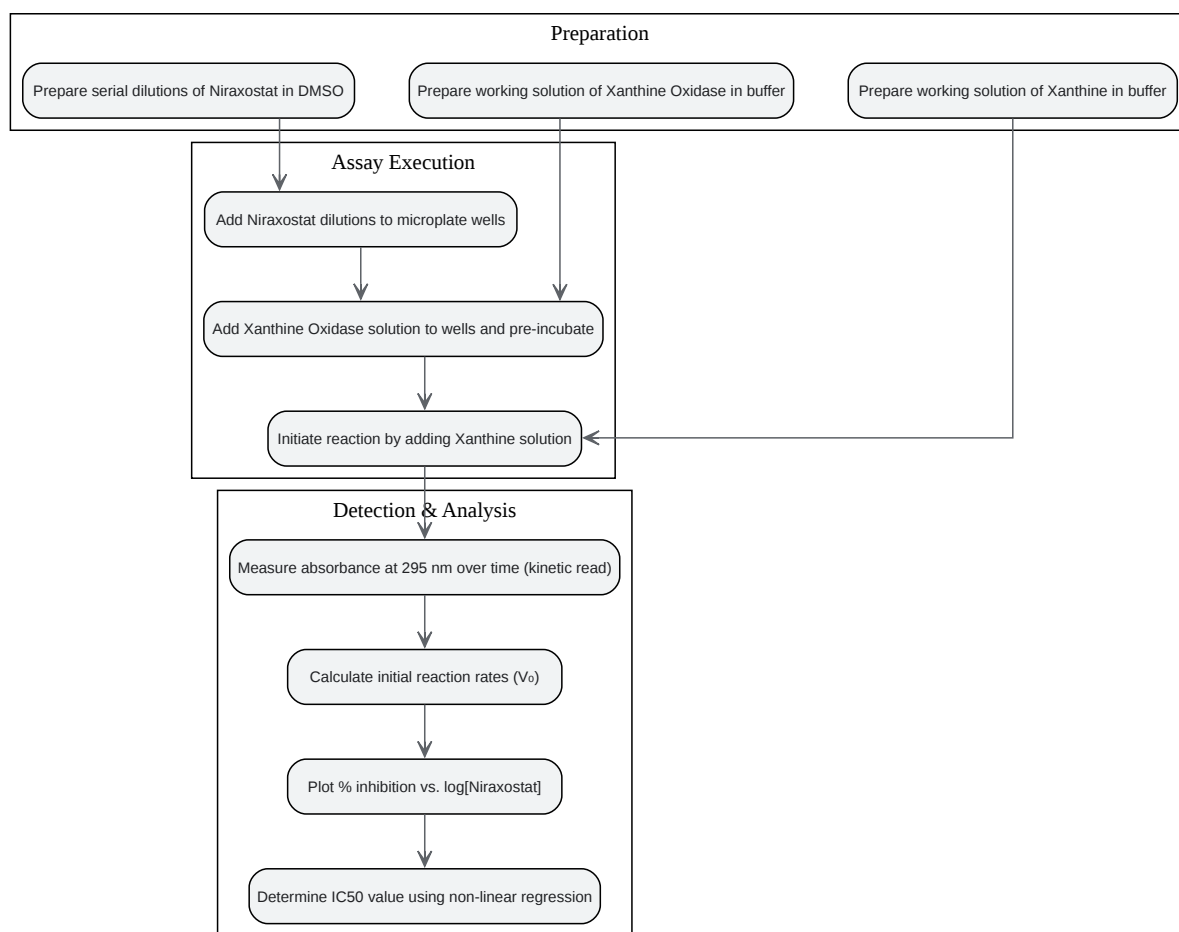 Preparation
Prepare serial dilutions of Niraxostat in DMSO
Prepare working solution of Xanthine Oxidase in buffer
Prepare working solution of Xanthine in buffer
Assay Execution
Add Niraxostat dilutions to microplate wells
Add Xanthine Oxidase solution to wells and pre-incubate
Initiate reaction by adding Xanthine solution
Detection & Analysis
Measure absorbance at 295 nm over time (kinetic read)
Calculate initial reaction rates (V₀)
Plot % inhibition vs. log[Niraxostat]
Determine IC50 value using non-linear regression